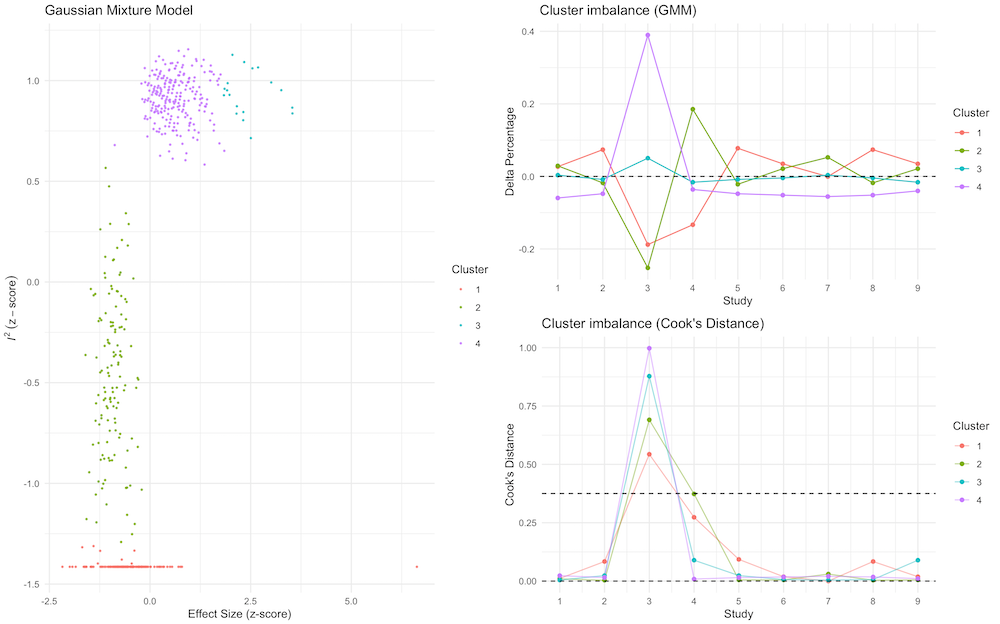 Gaussian Mixture Model
I² (z – score)
1.0
0.5
0.0
-0.5
-1.0
-1.5
-2.5
0.0
2.5
5.0
Effect Size (z-score)
Cluster
1
2
3
4
Cluster imbalance (GMM)
Delta Percentage
0.4
0.2
0.0
-0.2
1 2 3 4 5 6 7 8 9
Study
Cluster
1
2
3
4
Cluster imbalance (Cook's Distance)
Cook's Distance
1.00
0.75
0.50
0.25
0.00
1 2 3 4 5 6 7 8 9
Study
Cluster
1
2
3
4